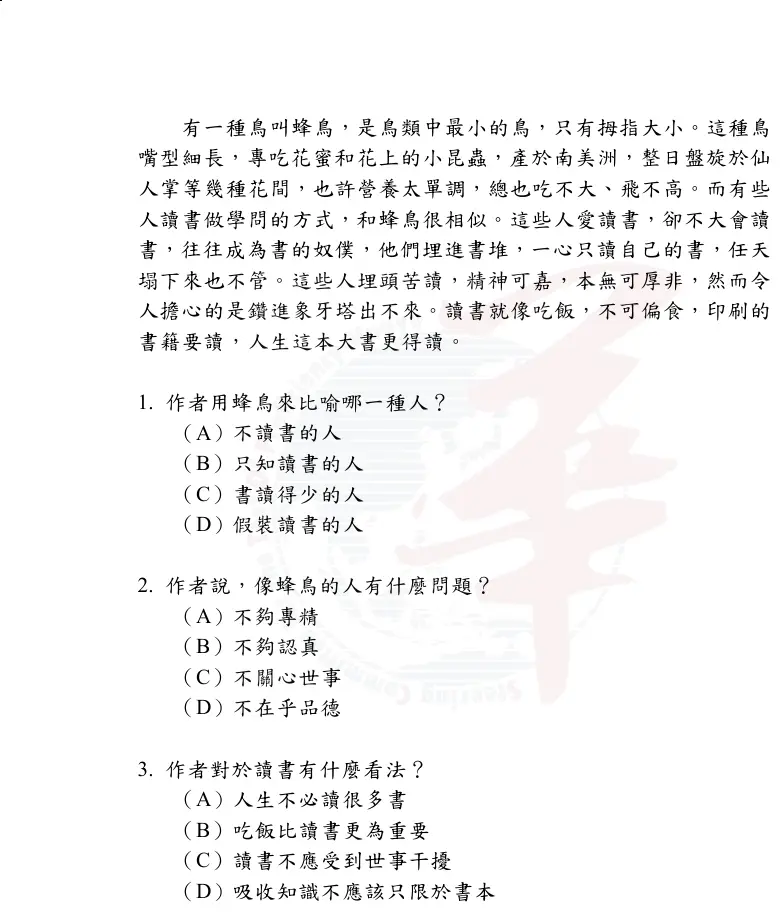 有一種鳥叫蜂鳥，是鳥類中最小的鳥，只有拇指大小。這種鳥
嘴型細長，專吃花蜜和花上的小昆蟲，產於南美洲，整日盤旋於仙
人掌等幾種花間，也許營養太單調，總也吃不大、飛不高。而有些
人讀書做學問的方式，和蜂鳥很相似。這些人愛讀書，卻不大會讀
書，往往成為書的奴僕，他們埋進書堆，一心只讀自己的書，任天
塌下來也不管。這些人埋頭苦讀，精神可嘉，本無可厚非，然而令
人擔心的是鑽進象牙塔出不來。讀書就像吃飯，不可偏食，印刷的
書籍要讀，人生這本大書更得讀。
1. 作者用蜂鳥來比喻哪一種人？
（A）不讀書的人
（B）只知讀書的人
（C）書讀得少的人
（D）假裝讀書的人
2. 作者說，像蜂鳥的人有什麼問題？
（A）不夠專精
（B）不夠認真
（C）不關心世事
（D）不在乎品德
3. 作者對於讀書有什麼看法？
（A）人生不必讀很多書
（B）吃飯比讀書更為重要
（C）讀書不應受到世事干擾
（D）吸收知識不應該只限於書本
華